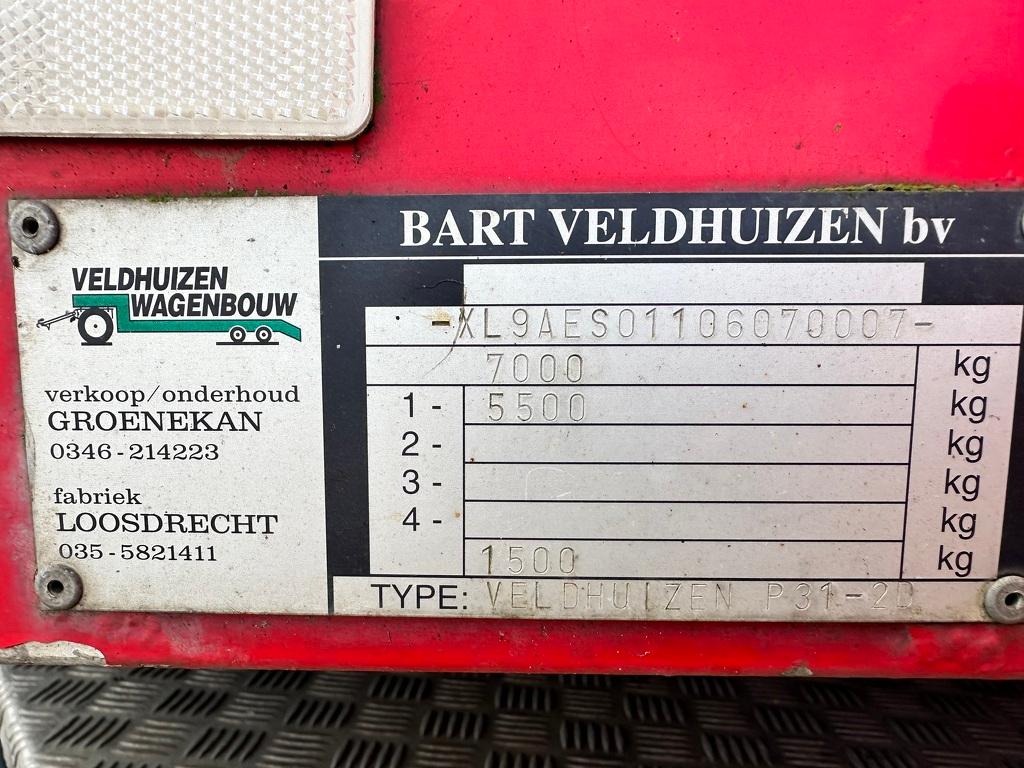 VELDHUIZEN
WAGENBOUW
verkoop/onderhoud
GROENEKAN
0346-214223
fabriek
LOOSDRECHT
035-5821411
BART VELDHUIZEN bv
-XL9AES01106070007-
7000 kg
1- 5500 kg
2- kg
3- kg
4- kg
1500 kg
TYPE: VELDHUIZEN P31-2D